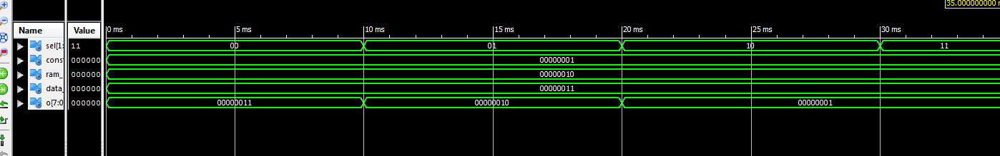 35.000000000
Name Value 0 ms 5 ms 10 ms 15 ms 20 ms 25 ms 30 ms
sel[1: 11 00 01 10 11
cons 000000 00000001
ram_ 000000 00000010
data_ 000000 00000011
o[7:0 000000 00000011 00000010 00000001